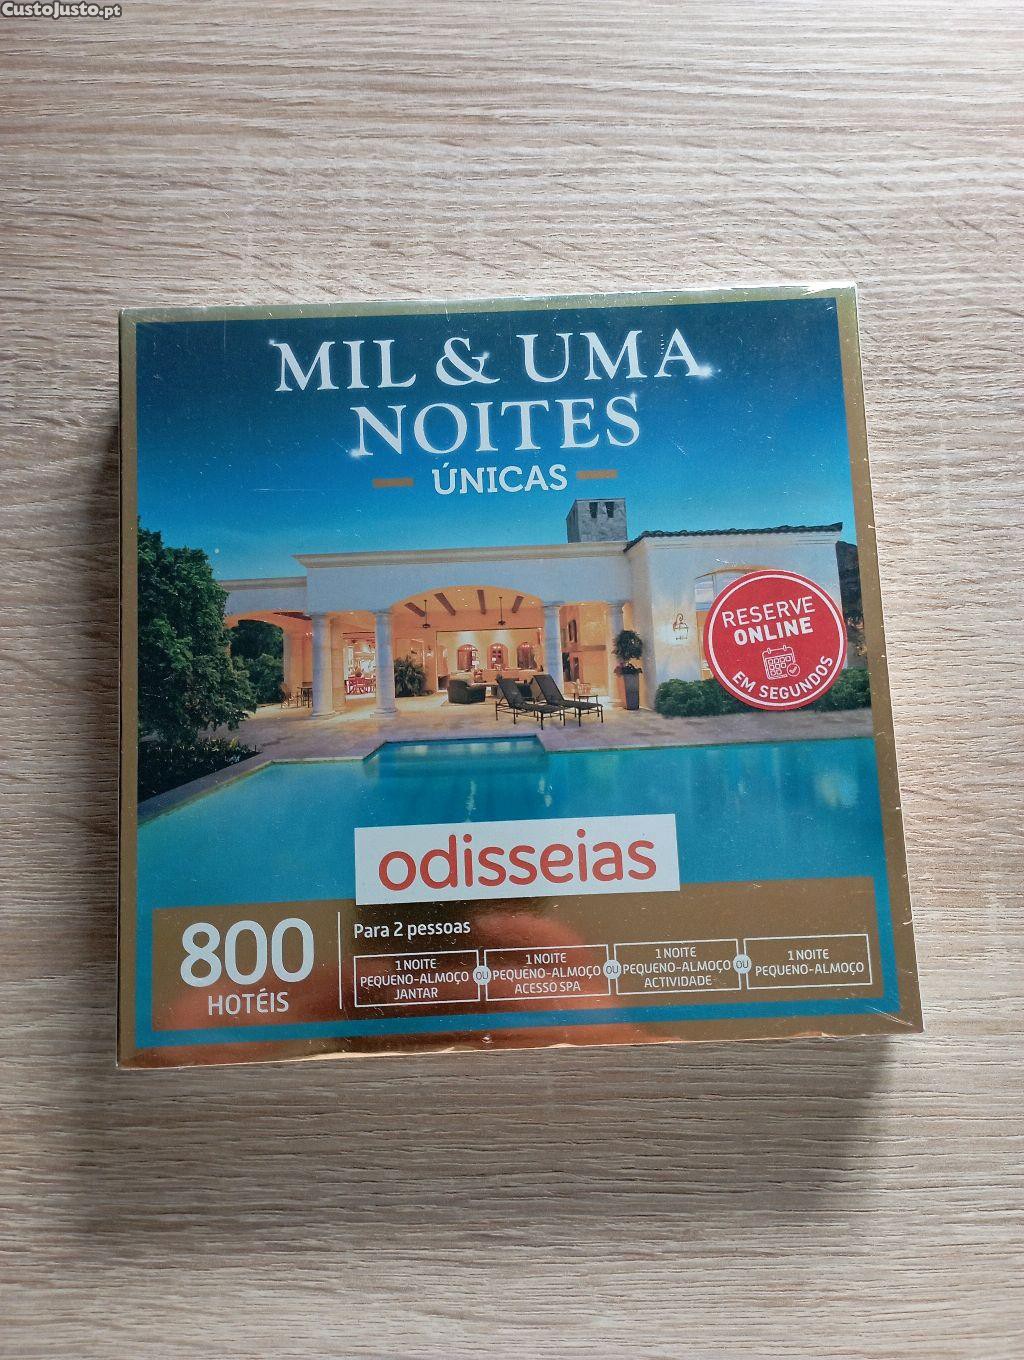 CustoJusto.pt
MIL & UMA
NOITES
ÚNICAS
RESERVE
ONLINE
EM SEGUNDOS
odisseias
800
HOTÉIS
Para 2 pessoas
1 NOITE
PEQUENO-ALMOÇO
JANTAR
OU
1 NOITE
PEQUENO-ALMOÇO
ACESSO SPA
OU
1 NOITE
PEQUENO-ALMOÇO
ACTIVIDADE
OU
1 NOITE
PEQUENO-ALMOÇO